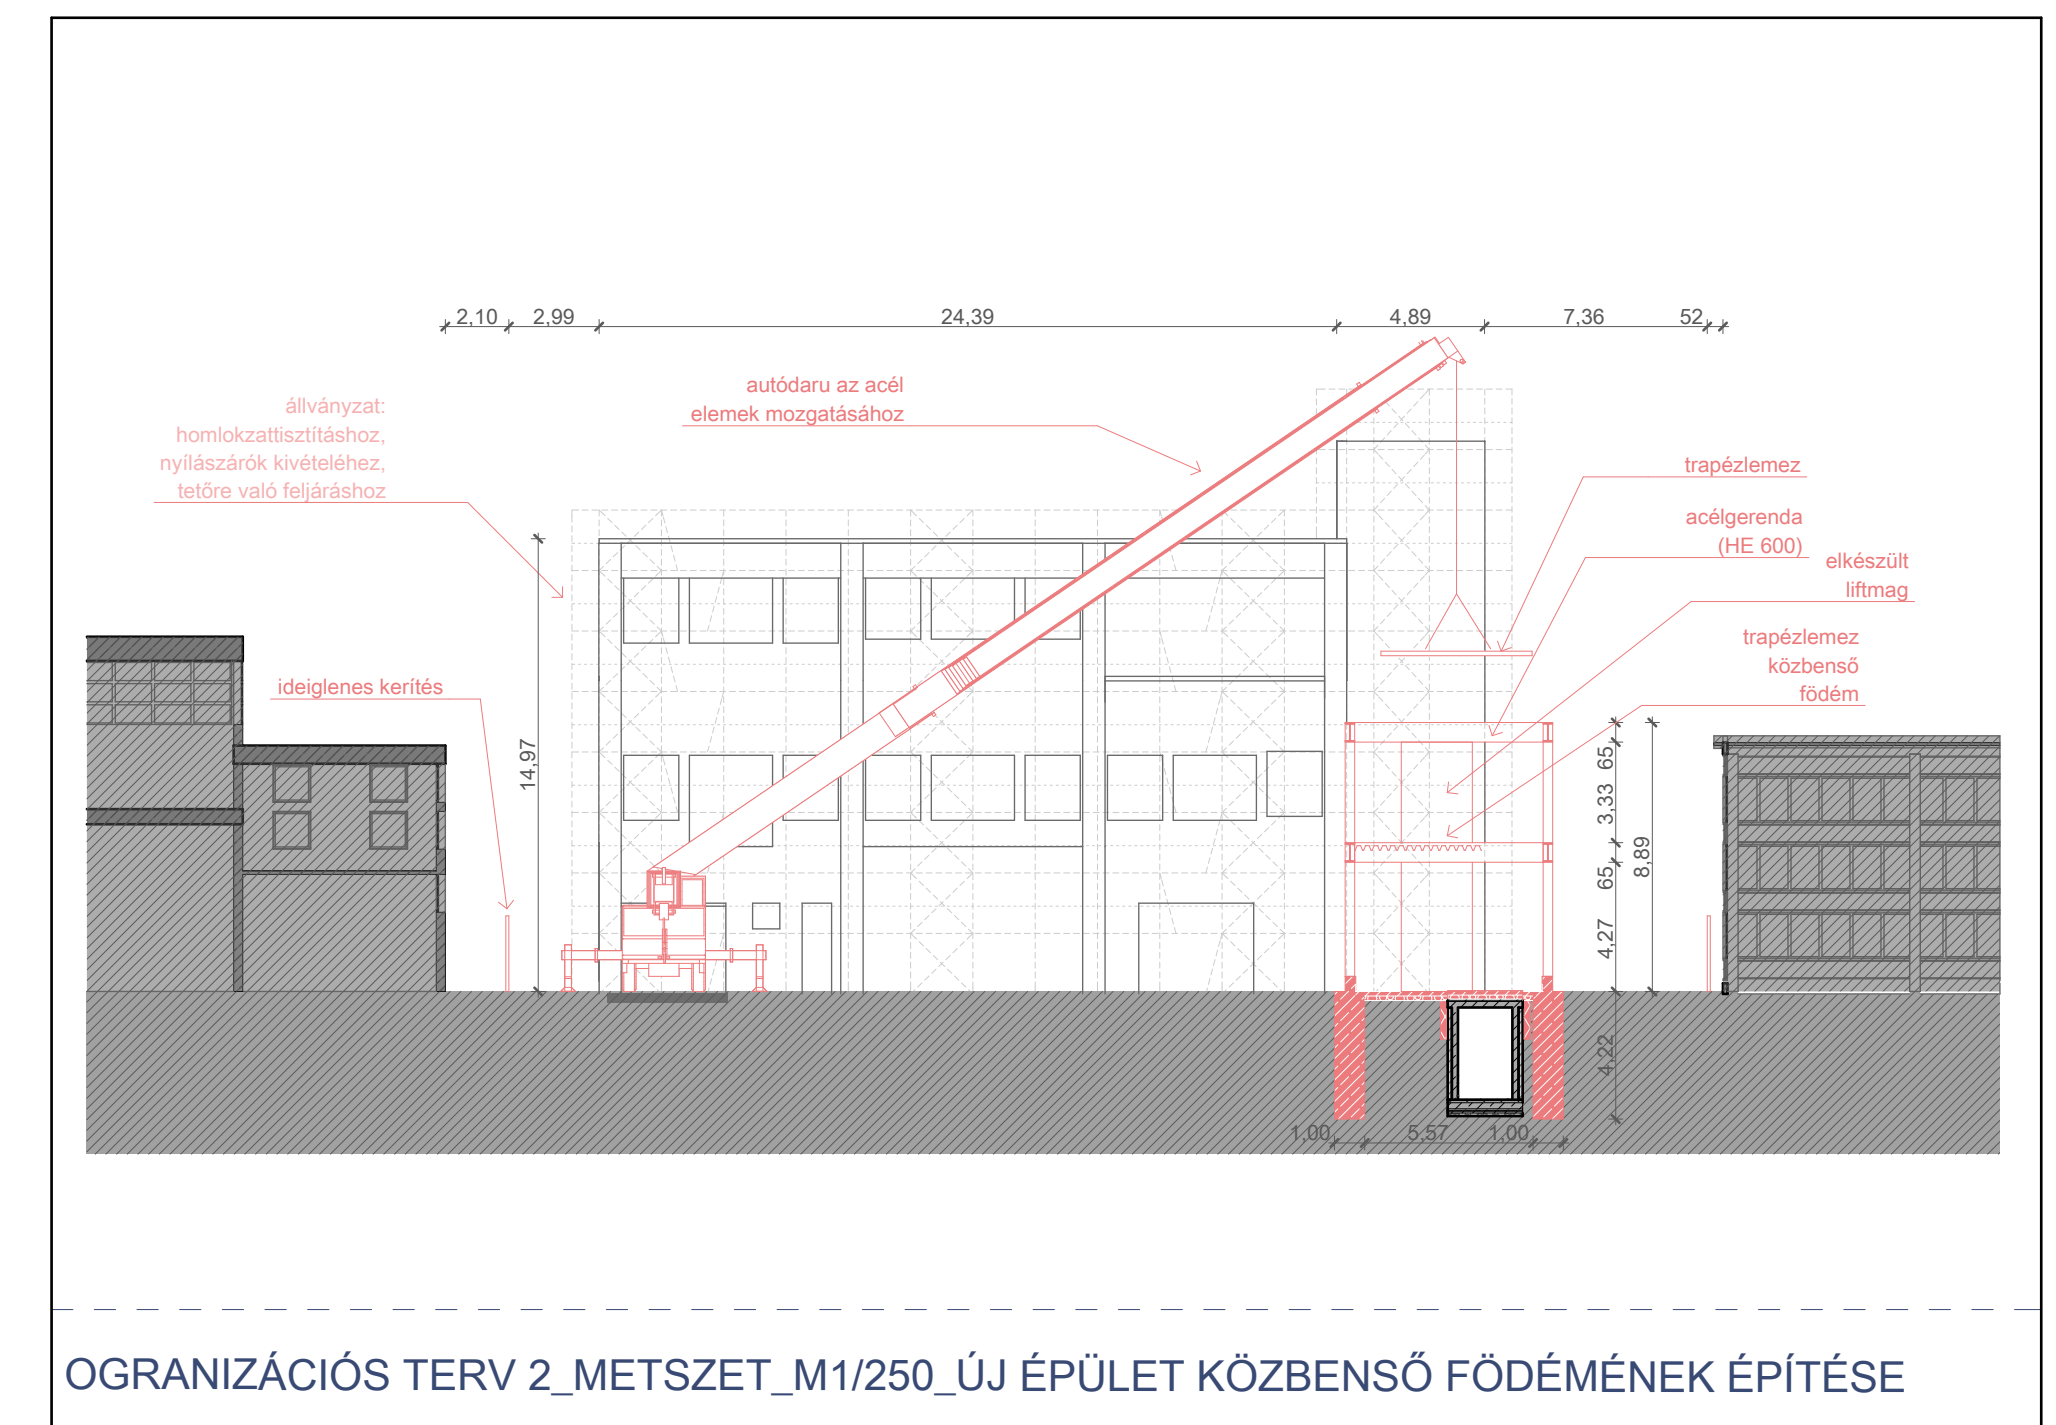 2,10 2,99 24,39 4,89 7,36 52
autódaru az acél
elemek mozgatásához
állványzat:
homlokzattisztításhoz,
nyílászárók kivételéhez,
tetőre való feljáráshoz
trapézlemez
acélgerenda
(HE 600)
elkészült
liftmag
trapézlemez
közbenső
födém
ideiglenes kerítés
14,97
65
3,33
65
4,27
8,89
4,22
1,00 5,57 1,00
OGRANIZÁCIÓS TERV 2_METSZET_M1/250_ÚJ ÉPÜLET KÖZBENSŐ FÖDÉMÉNEK ÉPÍTÉSE